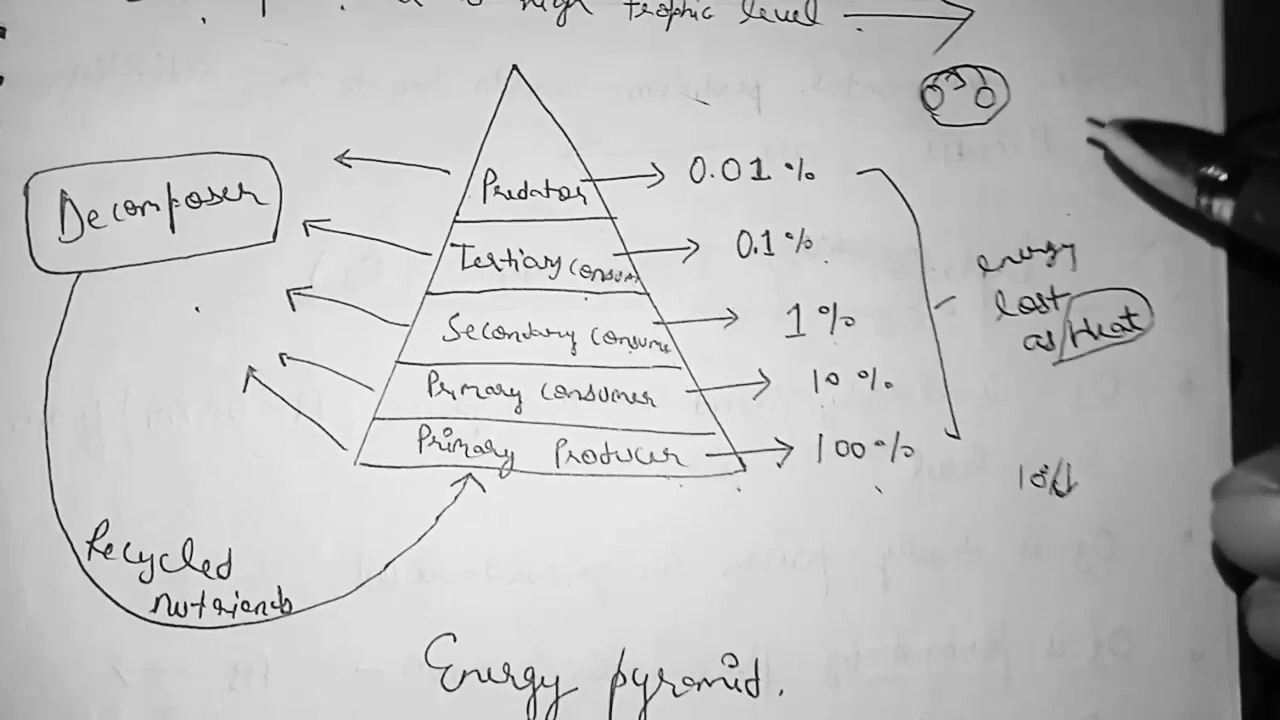 high trophic level
Predator
0.01 %
Decomposer
Tertiary Consum
0.1 %
energy
lost
as Heat
Secondary Consume
1 %
Primary Consumer
10 %
Primary Producer
100 %
Recycled
nutrients
Energy pyramid.